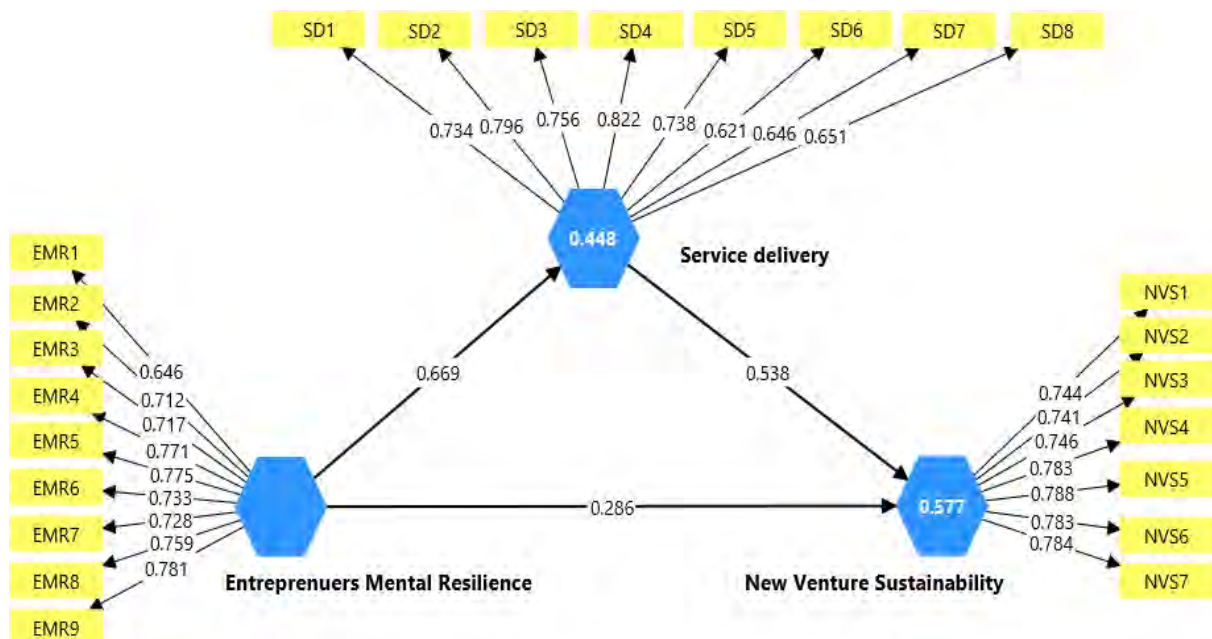 SD1 SD2 SD3 SD4 SD5 SD6 SD7 SD8
0.734 0.796 0.756 0.822 0.738 0.621 0.646 0.651
0.448
Service delivery
EMR1
EMR2
EMR3
EMR4
EMR5
EMR6
EMR7
EMR8
EMR9
0.646
0.712
0.717
0.771
0.775
0.733
0.728
0.759
0.781
0.669
0.538
0.286
Entreprenuers Mental Resilience
0.577
New Venture Sustainability
0.744
0.741
0.746
0.783
0.788
0.783
0.784
NVS1
NVS2
NVS3
NVS4
NVS5
NVS6
NVS7